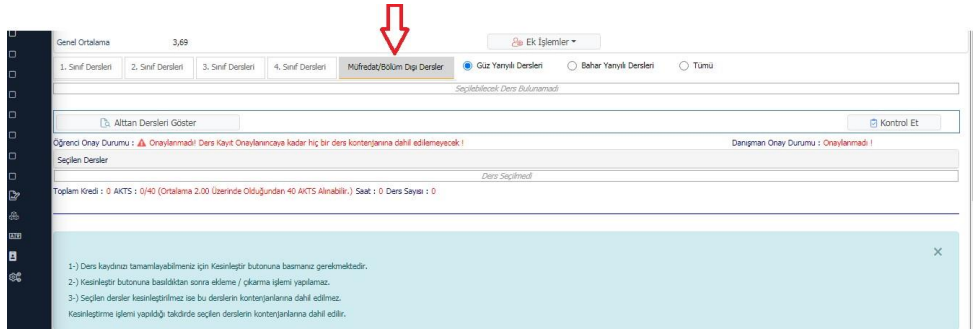 Genel Ortalama 3,69 Ek İşlemler
1. Sınıf Dersleri 2. Sınıf Dersleri 3. Sınıf Dersleri 4. Sınıf Dersleri Müfredat/Bölüm Dışı Dersler Güz Yarıyılı Dersleri Bahar Yarıyılı Dersleri Tümü
Seçilebilecek Ders Bulunamadı
Alttan Dersleri Göster Kontrol Et
Öğrenci Onay Durumu : Onaylanmadı! Ders Kayıt Onaylanıncaya kadar hiç bir ders kontenjanına dahil edilemeyecek ! Danışman Onay Durumu : Onaylanmadı !
Seçilen Dersler
Ders Seçilmedi
Toplam Kredi : 0 AKTS : 0/40 (Ortalama 2.00 Üzerinde Olduğundan 40 AKTS Alınabilir.) Saat : 0 Ders Sayısı : 0
1-) Ders kaydınızı tamamlayabilmeniz için Kesinleştir butonuna basmanız gerekmektedir.
2-) Kesinleştir butonuna basıldıktan sonra ekleme / çıkarma işlemi yapılamaz.
3-) Seçilen dersler kesinleştirilmez ise bu derslerin kontenjanlarına dahil edilmez.
Kesinleştirme işlemi yapıldığı takdirde seçilen derslerin kontenjanlarına dahil edilir.